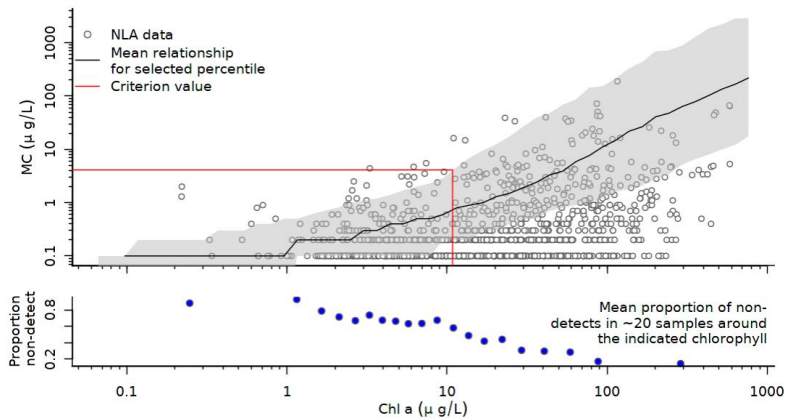 1000
100
10
1
0.1
MC (μ g/L)
NLA data
Mean relationship
for selected percentile
Criterion value
0.8
0.2
Proportion
non-detect
Mean proportion of non-
detects in ~20 samples around
the indicated chlorophyll
0.1 1 10 100 1000
Chl a (μ g/L)